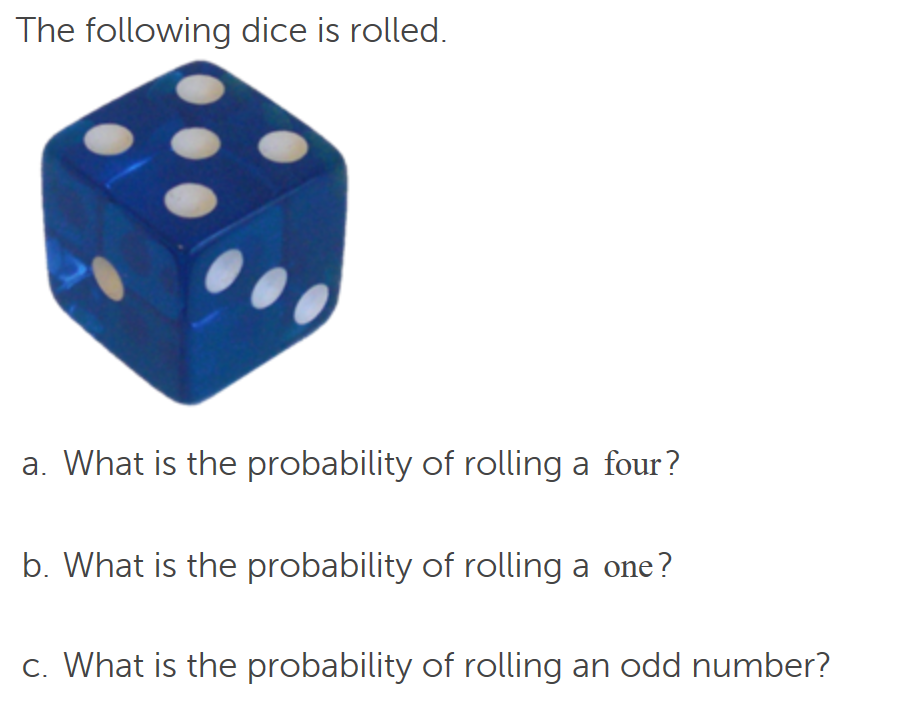 The following dice is rolled.
a. What is the probability of rolling a four?
b. What is the probability of rolling a one?
c. What is the probability of rolling an odd number?